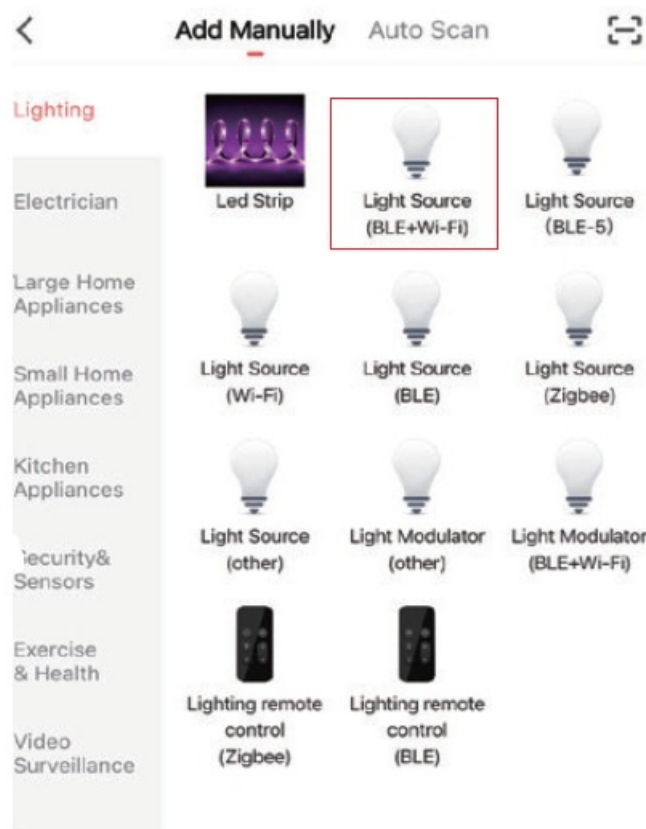 Add Manually Auto Scan
Lighting
Electrician
Large Home
Appliances
Small Home
Appliances
Kitchen
Appliances
Security&
Sensors
Exercise
& Health
Video
Surveillance
Led Strip
Light Source
(BLE+Wi-Fi)
Light Source
(BLE-5)
Light Source
(Wi-Fi)
Light Source
(BLE)
Light Source
(Zigbee)
Light Source
(other)
Light Modulator
(other)
Light Modulator
(BLE+Wi-Fi)
Lighting remote
control
(Zigbee)
Lighting remote
control
(BLE)